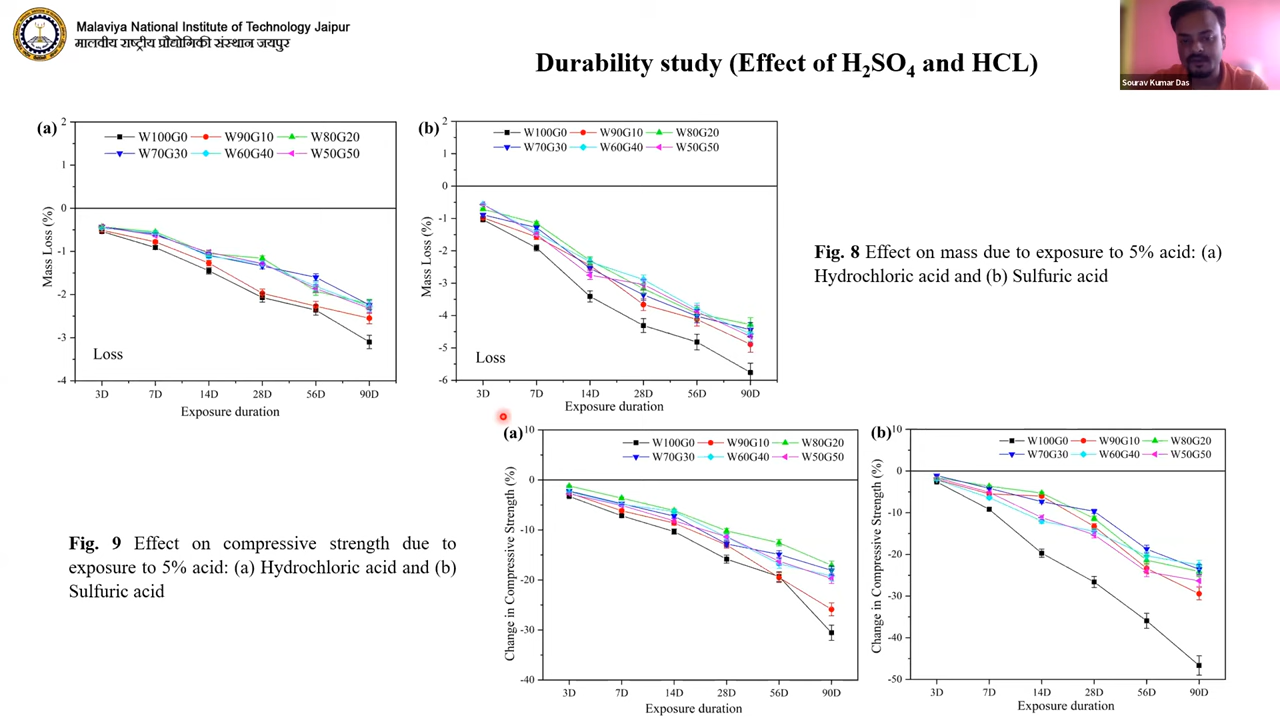 Malaviya National Institute of Technology Jaipur
मालवीय राष्ट्रीय प्रौद्योगिकी संस्थान जयपुर
Durability study (Effect of H₂SO₄ and HCL)
Sourav Kumar Das
(a)
2
1
0
-1
-2
-3
-4
Mass Loss (%)
W100G0 W90G10 W80G20
W70G30 W60G40 W50G50
Loss
3D 7D 14D 28D 56D 90D
Exposure duration
(b)
2
1
0
-1
-2
-3
-4
-5
-6
Mass Loss (%)
W100G0 W90G10 W80G20
W70G30 W60G40 W50G50
Loss
3D 7D 14D 28D 56D 90D
Exposure duration
Fig. 8 Effect on mass due to exposure to 5% acid: (a)
Hydrochloric acid and (b) Sulfuric acid
Fig. 9 Effect on compressive strength due to
exposure to 5% acid: (a) Hydrochloric acid and (b)
Sulfuric acid
(a)
10
0
-10
-20
-30
-40
Change in Compressive Strength (%)
W100G0 W90G10 W80G20
W70G30 W60G40 W50G50
3D 7D 14D 28D 56D 90D
Exposure duration
(b)
10
0
-10
-20
-30
-40
-50
Change in Compressive Strength (%)
W100G0 W90G10 W80G20
W70G30 W60G40 W50G50
3D 7D 14D 28D 56D 90D
Exposure duration